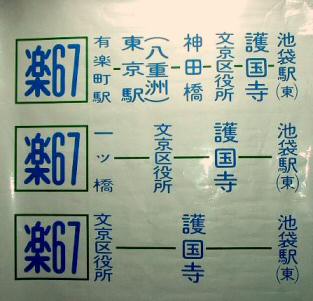 楽67 有楽町駅 東京駅(八重洲) 神田橋 文京区役所 護国寺 池袋駅(東)
楽67 一ッ橋 文京区役所 護国寺 池袋駅(東)
楽67 文京区役所 護国寺 池袋駅(東)